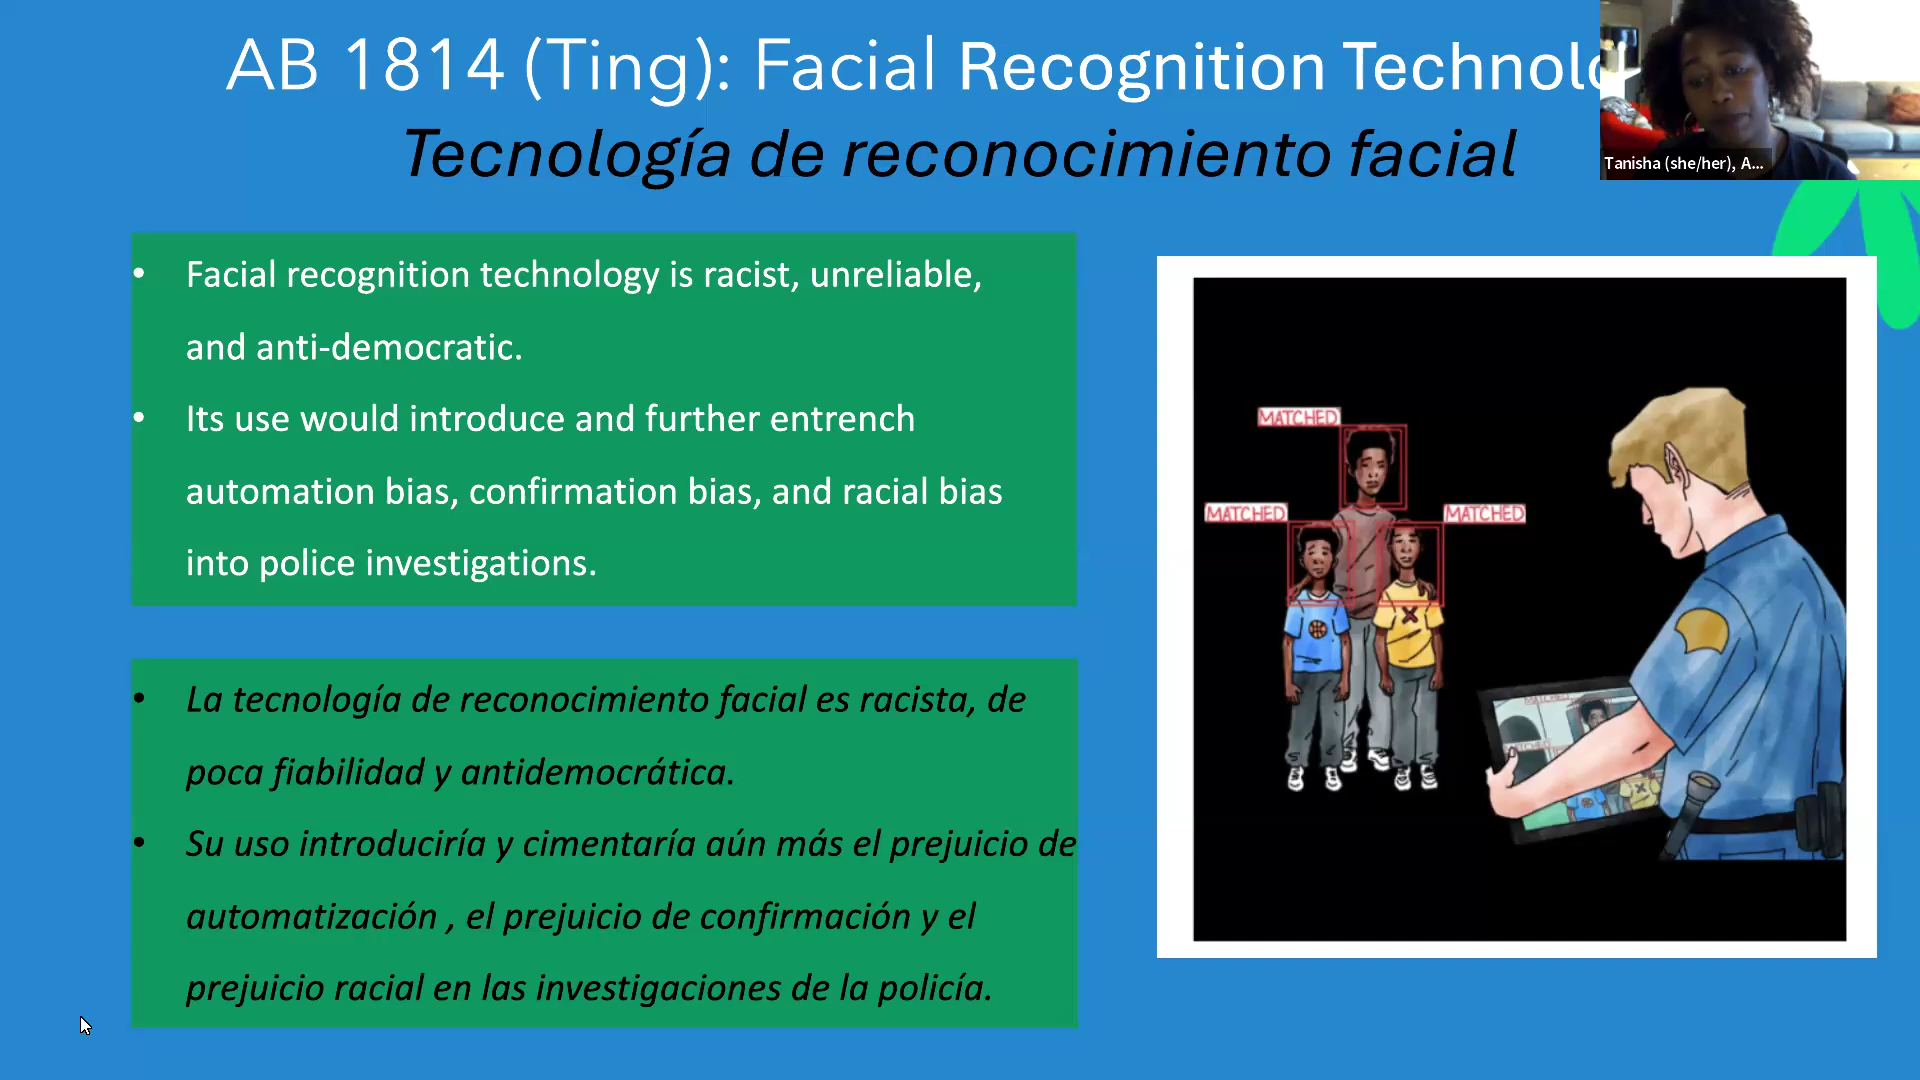 AB 1814 (Ting): Facial Recognition Technolo
Tecnología de reconocimiento facial
Tanisha (she/her), A...
• Facial recognition technology is racist, unreliable,
and anti-democratic.
• Its use would introduce and further entrench
automation bias, confirmation bias, and racial bias
into police investigations.
• La tecnología de reconocimiento facial es racista, de
poca fiabilidad y antidemocrática.
• Su uso introduciría y cimentaría aún más el prejuicio de
automatización , el prejuicio de confirmación y el
prejuicio racial en las investigaciones de la policía.
MATCHED
MATCHED
MATCHED
MATCHED
MATCHED